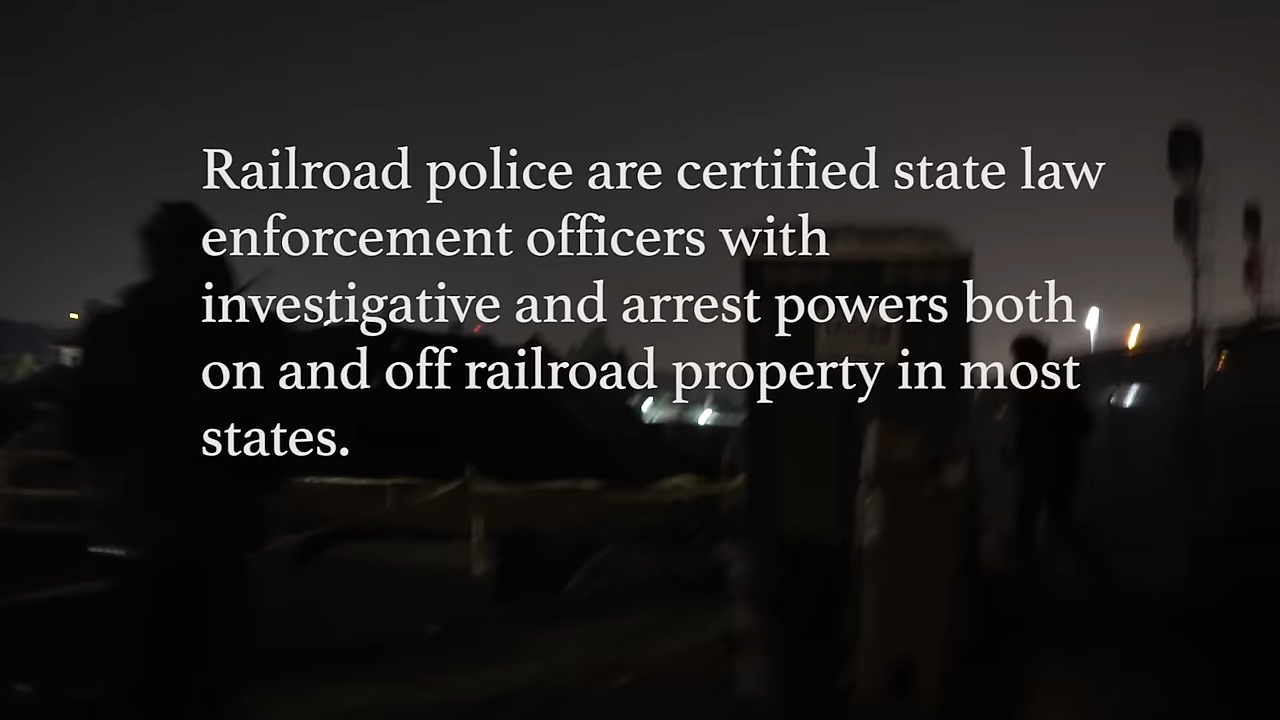 Railroad police are certified state law
enforcement officers with
investigative and arrest powers both
on and off railroad property in most
states.